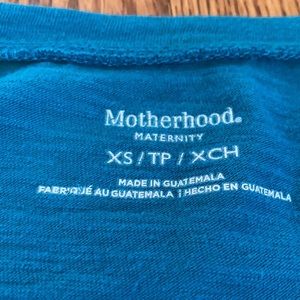 Motherhood.
MATERNITY
XS / TP / XCH
MADE IN GUATEMALA
FABRIQUÉ AU GUATEMALA | HECHO EN GUATEMALA